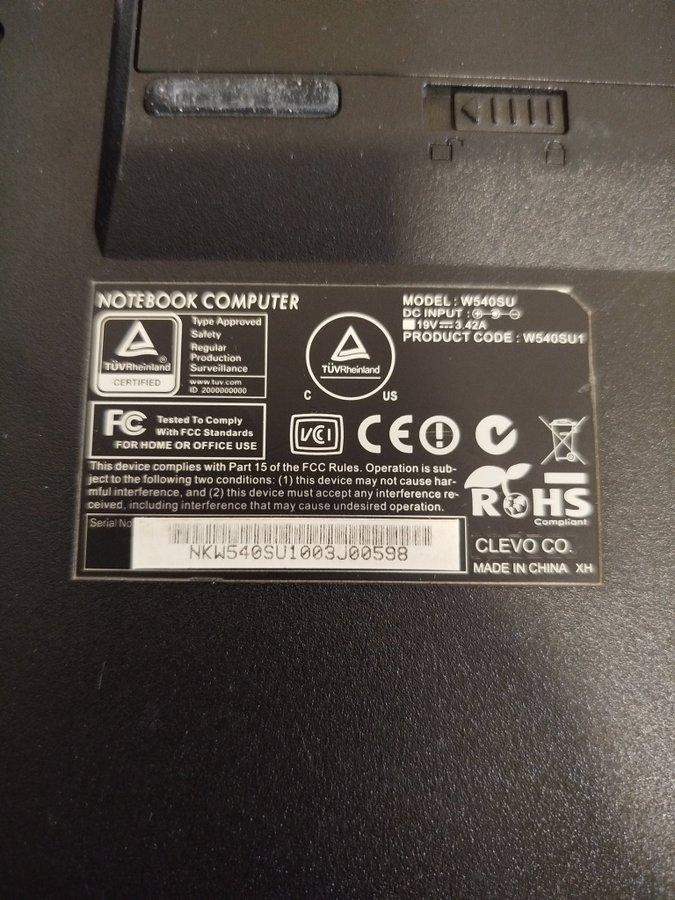 NOTEBOOK COMPUTER
MODEL : W540SU
DC INPUT :
19V 3.42A
PRODUCT CODE : W540SU1
TÜVRheinland
CERTIFIED
Type Approved
Safety
Regular
Production
Surveillance
www.tuv.com
ID 2000000000
TÜVRheinland
C US
FC
Tested To Comply
With FCC Standards
FOR HOME OR OFFICE USE
VCI
CE
This device complies with Part 15 of the FCC Rules. Operation is sub-
ject to the following two conditions: (1) this device may not cause har-
mful interference, and (2) this device must accept any interference re-
ceived, including interference that may cause undesired operation.
RoHS
Compliant
Serial No
NKW540SU1003J00598
CLEVO CO.
MADE IN CHINA XH